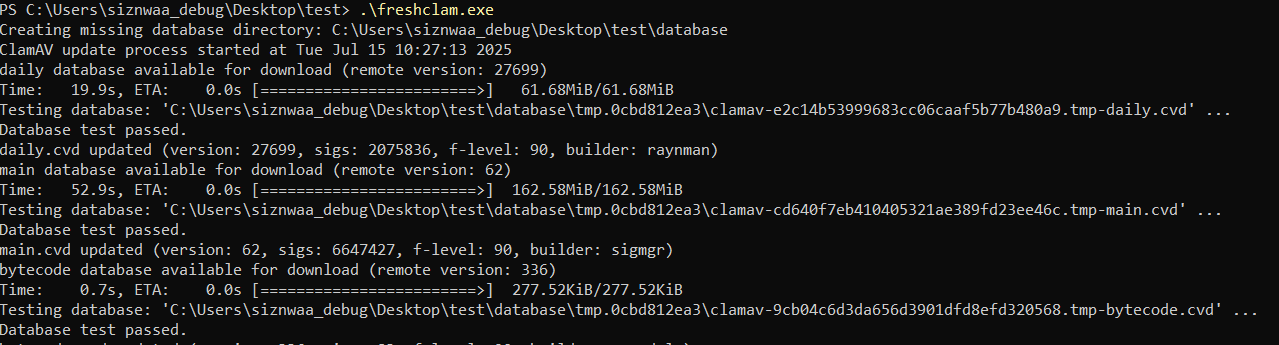 PS C:\Users\siznwaa_debug\Desktop\test> .\freshclam.exe
Creating missing database directory: C:\Users\siznwaa_debug\Desktop\test\database
ClamAV update process started at Tue Jul 15 10:27:13 2025
daily database available for download (remote version: 27699)
Time:   19.9s, ETA:    0.0s [========================>]   61.68MiB/61.68MiB
Testing database: 'C:\Users\siznwaa_debug\Desktop\test\database\tmp.0cbd812ea3\clamav-e2c14b53999683cc06caaf5b77b480a9.tmp-daily.cvd' ...
Database test passed.
daily.cvd updated (version: 27699, sigs: 2075836, f-level: 90, builder: raynman)
main database available for download (remote version: 62)
Time:   52.9s, ETA:    0.0s [========================>]  162.58MiB/162.58MiB
Testing database: 'C:\Users\siznwaa_debug\Desktop\test\database\tmp.0cbd812ea3\clamav-cd640f7eb410405321ae389fd23ee46c.tmp-main.cvd' ...
Database test passed.
main.cvd updated (version: 62, sigs: 6647427, f-level: 90, builder: sigmgr)
bytecode database available for download (remote version: 336)
Time:    0.7s, ETA:    0.0s [========================>]  277.52KiB/277.52KiB
Testing database: 'C:\Users\siznwaa_debug\Desktop\test\database\tmp.0cbd812ea3\clamav-9cb04c6d3da656d3901dfd8efd320568.tmp-bytecode.cvd' ...
Database test passed.